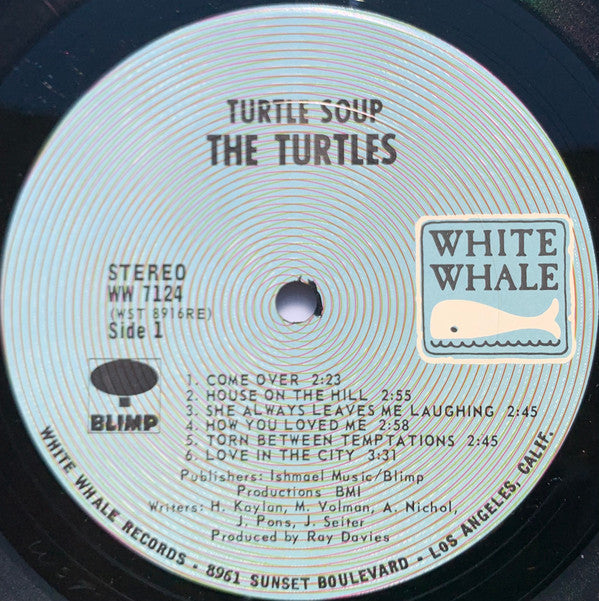 TURTLE SOUP
THE TURTLES
WHITE
WHALE
STEREO
WW 7124
(WST 8916RE)
Side 1
BLIMP
1. COME OVER 2:23
2. HOUSE ON THE HILL 2:55
3. SHE ALWAYS LEAVES ME LAUGHING 2:45
4. HOW YOU LOVED ME 2:58
5. TORN BETWEEN TEMPTATIONS 2:45
6. LOVE IN THE CITY 3:31
Publishers: Ishmael Music/Blimp
Productions BMI
Writers: H. Kaylan, M. Volman, A. Nichol,
J. Pons, J. Seiter
Produced by Ray Davies
WHITE WHALE RECORDS • 8961 SUNSET BOULEVARD • LOS ANGELES, CALIF.